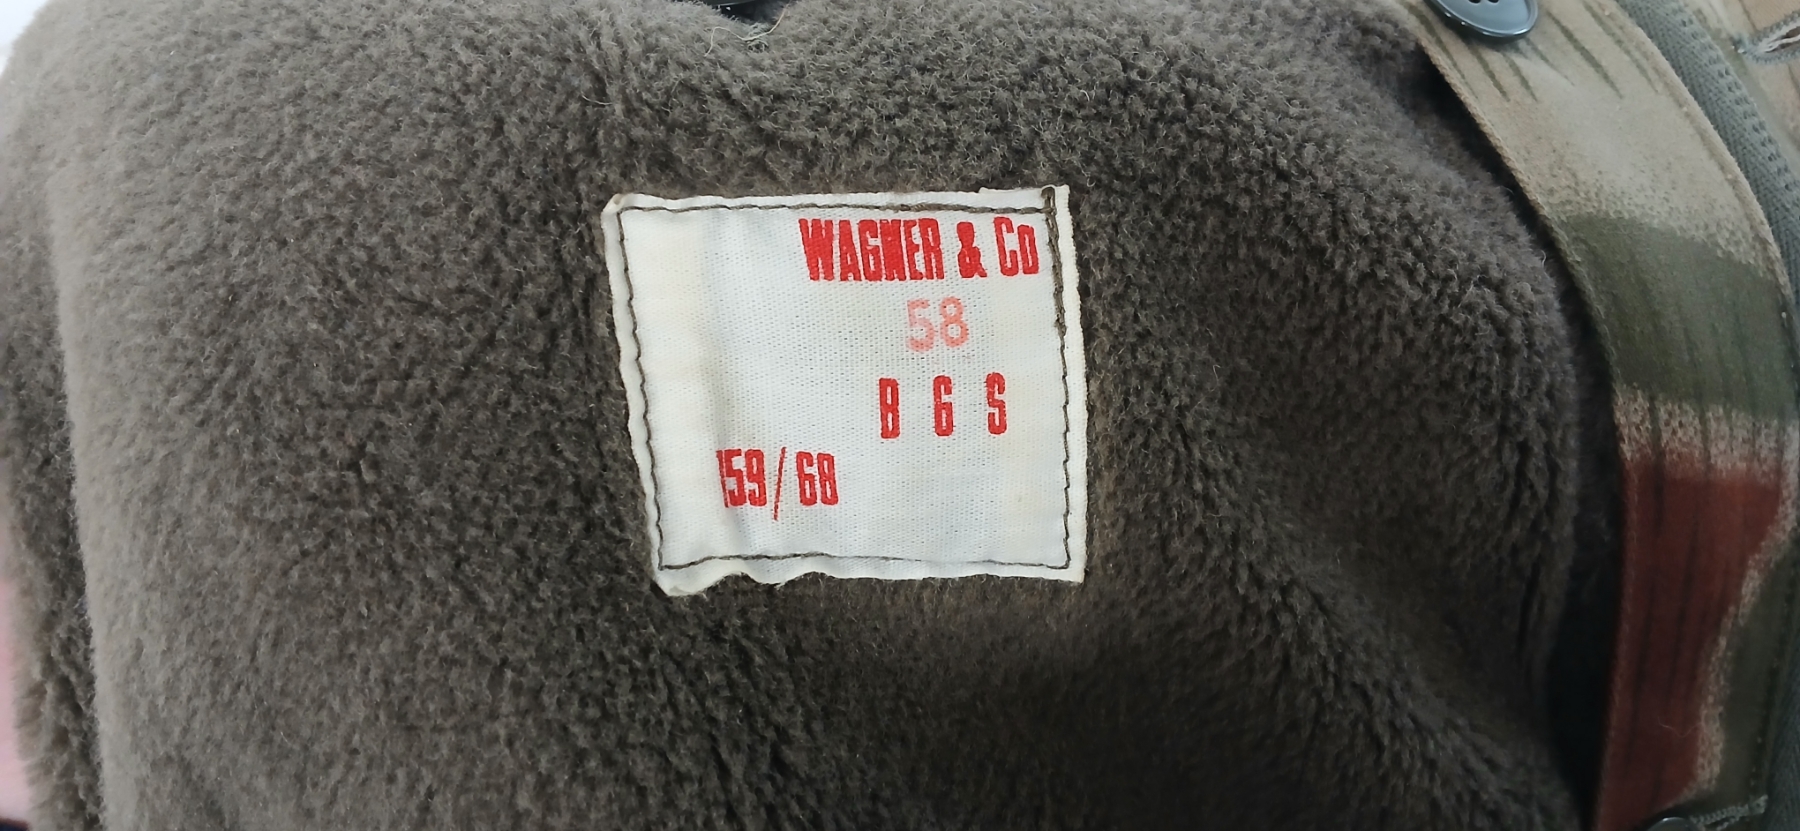 WAGNER & Co
58
B G S
159/68